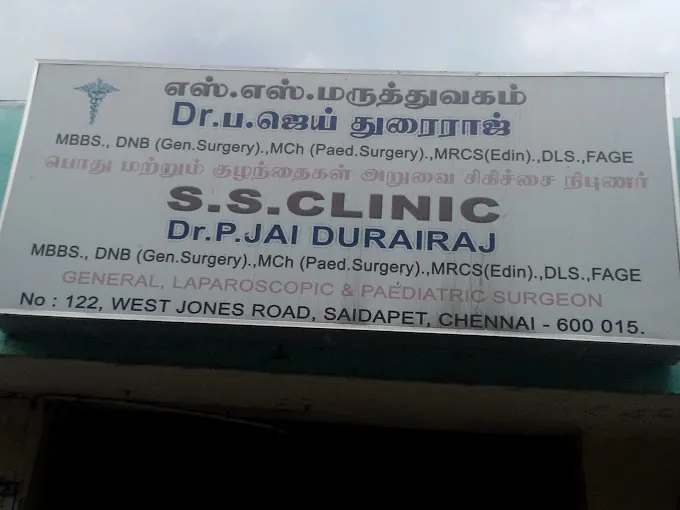 எஸ்.எஸ்.மருத்துவகம்
Dr.ப.ஜெய் துரைராஜ்
MBBS., DNB (Gen.Surgery).,MCh (Paed.Surgery).,MRCS(Edin).,DLS.,FAGE
பொது மற்றும் குழந்தைகள் அறுவை சிகிச்சை நிபுணர்
S.S.CLINIC
Dr.P.JAI DURAIRAJ
MBBS., DNB (Gen.Surgery).,MCh (Paed.Surgery).,MRCS(Edin).,DLS.,FAGE
GENERAL, LAPAROSCOPIC & PAEDIATRIC SURGEON
No : 122, WEST JONES ROAD, SAIDAPET, CHENNAI - 600 015.